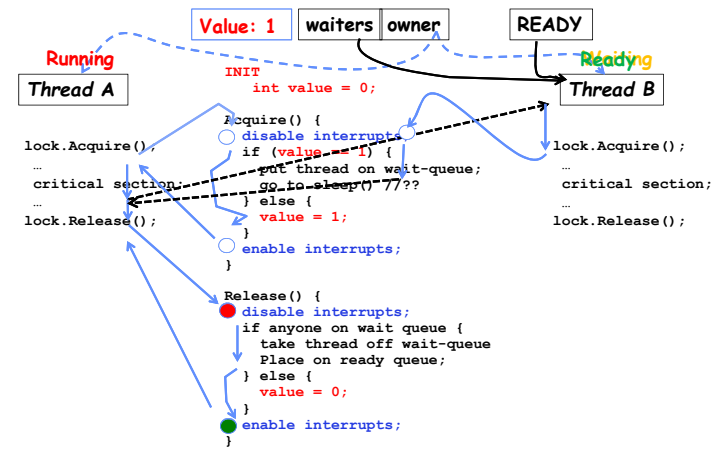 Value: 1
waiters
owner
READY
Running
Ready
Waiting
Thread A
Thread B
INIT
int value = 0;
Acquire() {
disable interrupts;
if (value == 1) {
put thread on wait-queue;
go to sleep() //??
} else {
value = 1;
}
enable interrupts;
}
lock.Acquire();
…
critical section;
…
lock.Release();
lock.Acquire();
…
critical section;
…
lock.Release();
Release() {
disable interrupts;
if anyone on wait queue {
take thread off wait-queue
Place on ready queue;
} else {
value = 0;
}
enable interrupts;
}